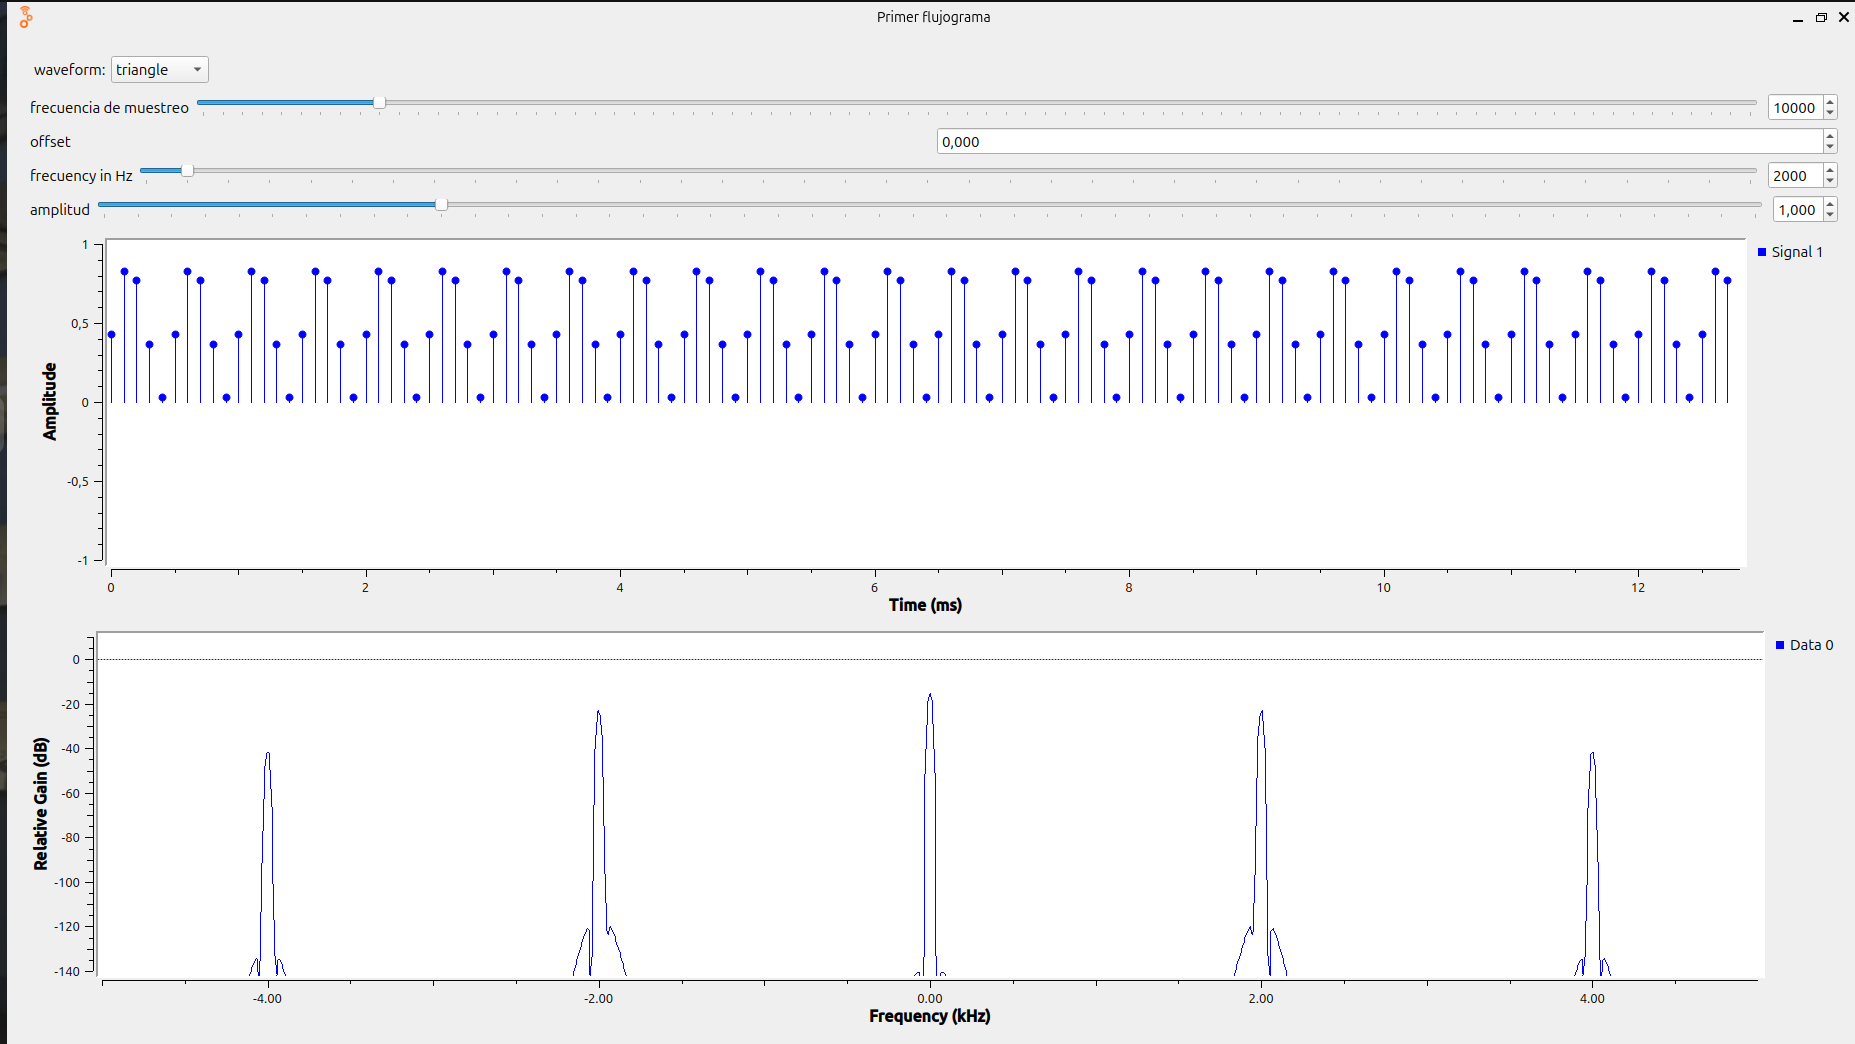 Primer flujograma
waveform: triangle
frecuencia de muestreo 10000
offset 0,000
frecuency in Hz 2000
amplitud 1,000
Signal 1
1
0,5
0
-0,5
-1
Amplitude
0 2 4 6 8 10 12
Time (ms)
Data 0
0
-20
-40
-60
-80
-100
-120
-140
Relative Gain (dB)
-4.00 -2.00 0.00 2.00 4.00
Frequency (kHz)